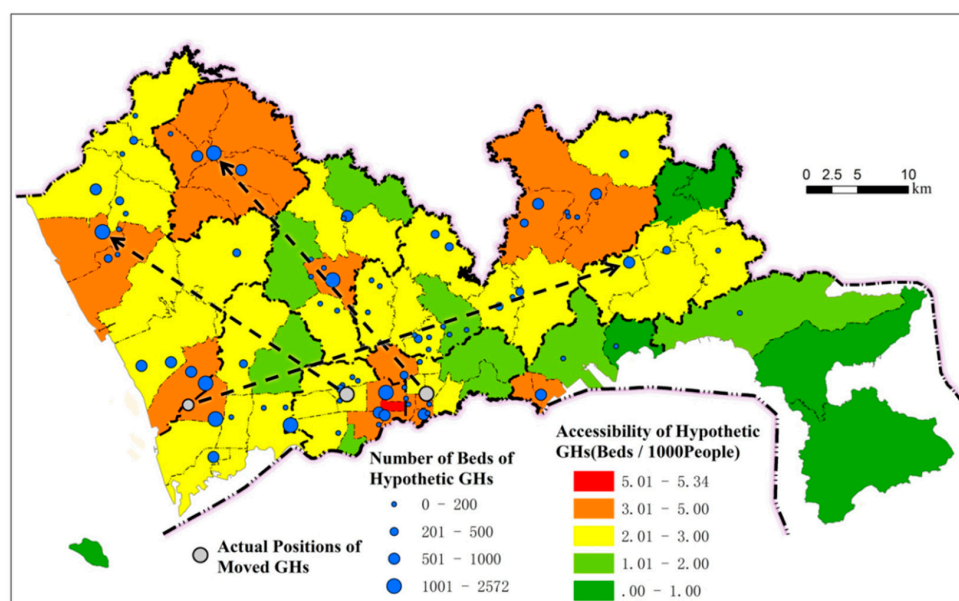 0 2.5 5 10
km
Number of Beds of
Hypothetic GHs
0 - 200
201 - 500
501 - 1000
1001 - 2572
Actual Positions of
Moved GHs
Accessibility of Hypothetic
GHs(Beds / 1000People)
5.01 - 5.34
3.01 - 5.00
2.01 - 3.00
1.01 - 2.00
.00 - 1.00